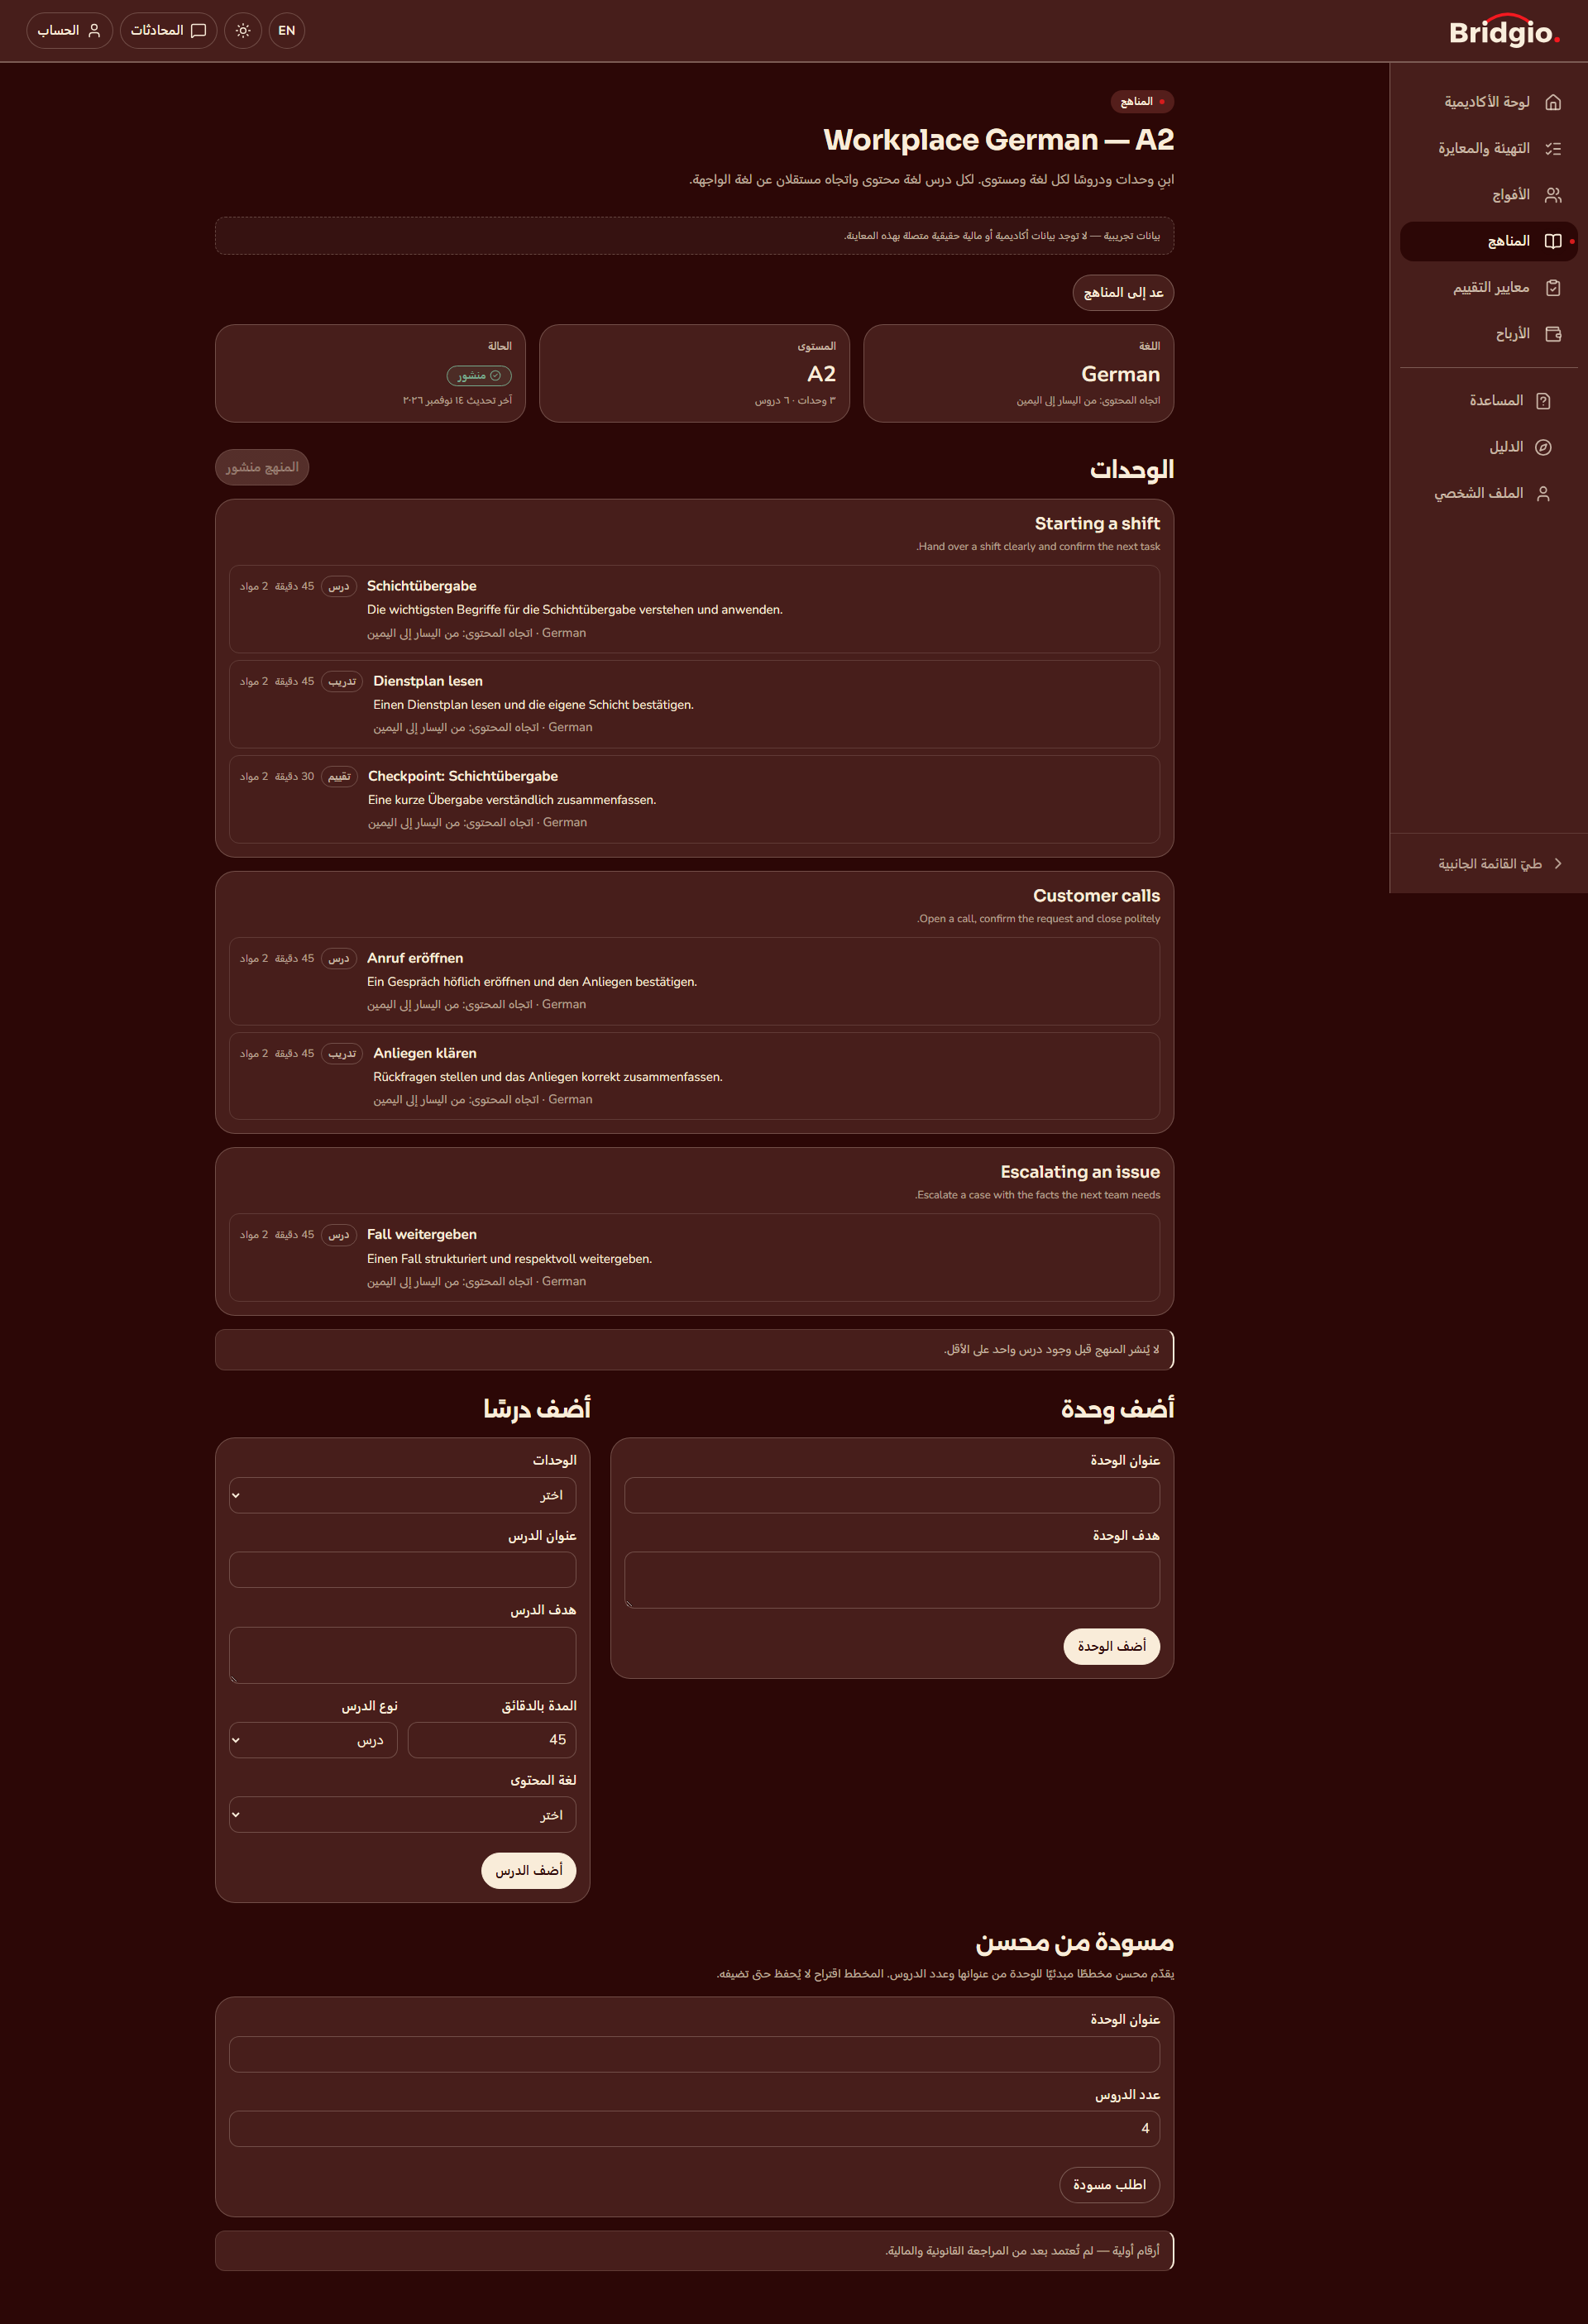 Bridgio.
EN
المحادثات
الحساب
لوحة الأكاديمية
التهيئة والمعايرة
الأفواج
المناهج
معايير التقييم
الأرباح
المساعدة
الدليل
الملف الشخصي
طيّ القائمة الجانبية
المناهج
Workplace German — A2
ابنِ وحدات ودروسًا لكل لغة ومستوى. لكل درس لغة محتوى واتجاه مستقلان عن لغة الواجهة.
بيانات تجريبية — لا توجد بيانات أكاديمية أو مالية حقيقية متصلة بهذه المعاينة.
عد إلى المناهج
اللغة
German
اتجاه المحتوى: من اليسار إلى اليمين
المستوى
A2
٣ وحدات · ٦ دروس
الحالة
منشور
آخر تحديث ١٤ نوفمبر ٢٠٢٦
الوحدات
المنهج منشور
Starting a shift
Hand over a shift clearly and confirm the next task.
Schichtübergabe
درس 45 دقيقة 2 مواد
Die wichtigsten Begriffe für die Schichtübergabe verstehen und anwenden.
German · اتجاه المحتوى: من اليسار إلى اليمين
Dienstplan lesen
تدريب 45 دقيقة 2 مواد
Einen Dienstplan lesen und die eigene Schicht bestätigen.
German · اتجاه المحتوى: من اليسار إلى اليمين
Checkpoint: Schichtübergabe
تقييم 30 دقيقة 2 مواد
Eine kurze Übergabe verständlich zusammenfassen.
German · اتجاه المحتوى: من اليسار إلى اليمين
Customer calls
Open a call, confirm the request and close politely.
Anruf eröffnen
درس 45 دقيقة 2 مواد
Ein Gespräch höflich eröffnen und den Anliegen bestätigen.
German · اتجاه المحتوى: من اليسار إلى اليمين
Anliegen klären
تدريب 45 دقيقة 2 مواد
Rückfragen stellen und das Anliegen korrekt zusammenfassen.
German · اتجاه المحتوى: من اليسار إلى اليمين
Escalating an issue
Escalate a case with the facts the next team needs.
Fall weitergeben
درس 45 دقيقة 2 مواد
Einen Fall strukturiert und respektvoll weitergeben.
German · اتجاه المحتوى: من اليسار إلى اليمين
لا يُنشر المنهج قبل وجود درس واحد على الأقل.
أضف وحدة
عنوان الوحدة
هدف الوحدة
أضف الوحدة
أضف درسًا
الوحدات
اختر
عنوان الدرس
هدف الدرس
المدة بالدقائق
نوع الدرس
45
درس
لغة المحتوى
اختر
أضف الدرس
مسودة من محسن
يقدّم محسن مخططًا مبدئيًا للوحدة من عنوانها وعدد الدروس. المخطط اقتراح لا يُحفظ حتى تضيفه.
عنوان الوحدة
عدد الدروس
4
اطلب مسودة
أرقام أولية — لم تُعتمد بعد من المراجعة القانونية والمالية.